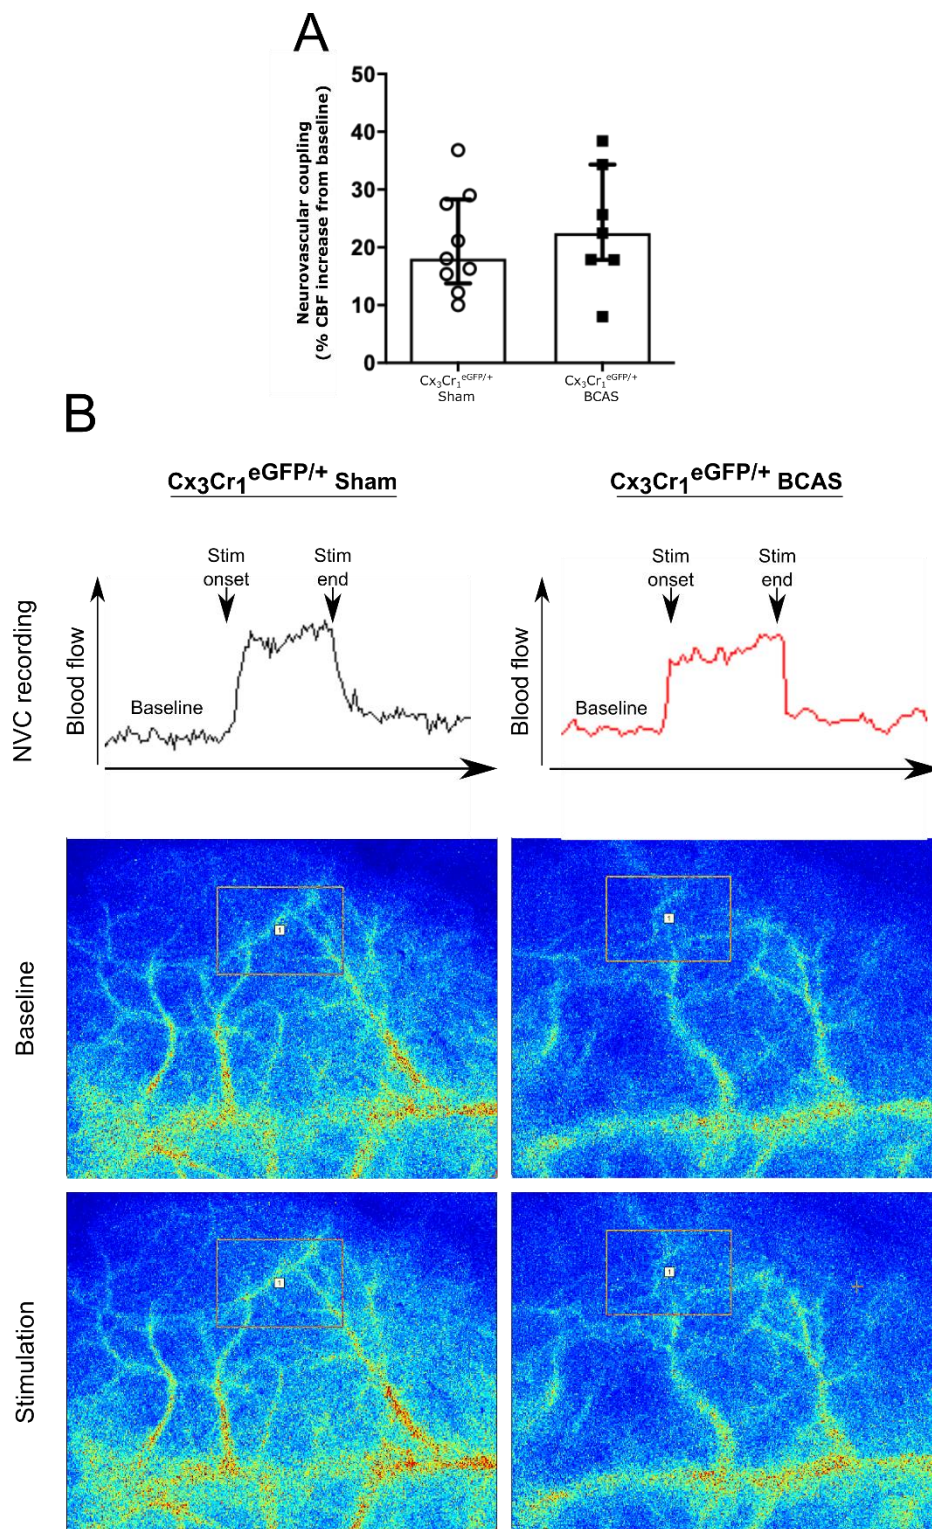 A
Neurovascular coupling
(% CBF increase from baseline)
50
40
30
20
10
0
Cx3Cr1eGFP/+
Sham
Cx3Cr1eGFP/+
BCAS
B
Cx3Cr1eGFP/+ Sham
Cx3Cr1eGFP/+ BCAS
NVC recording
Blood flow
Stim
onset
Stim
end
Baseline
Blood flow
Stim
onset
Stim
end
Baseline
Baseline
1
1
Stimulation
1
1